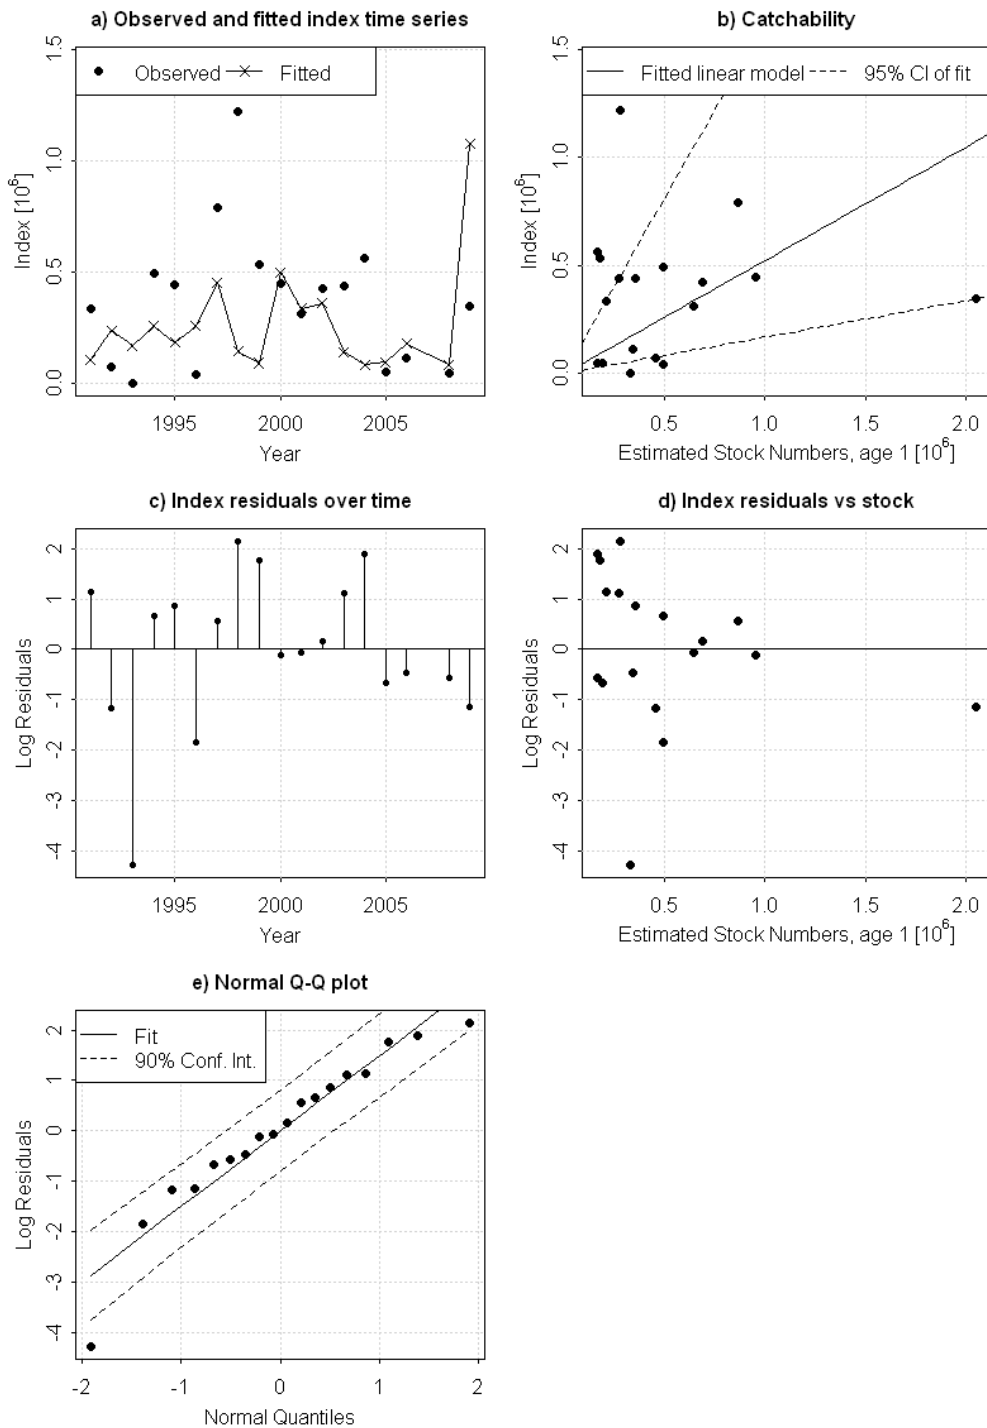 a) Observed and fitted index time series
Observed Fitted
Index [10^6]
0.0 0.5 1.0 1.5
1995 2000 2005
Year
b) Catchability
Fitted linear model 95% CI of fit
Index [10^6]
0.0 0.5 1.0 1.5
0.5 1.0 1.5 2.0
Estimated Stock Numbers, age 1 [10^6]
c) Index residuals over time
Log Residuals
-4 -3 -2 -1 0 1 2
1995 2000 2005
Year
d) Index residuals vs stock
Log Residuals
-4 -3 -2 -1 0 1 2
0.5 1.0 1.5 2.0
Estimated Stock Numbers, age 1 [10^6]
e) Normal Q-Q plot
Fit
90% Conf. Int.
Log Residuals
-4 -3 -2 -1 0 1 2
-2 -1 0 1 2
Normal Quantiles